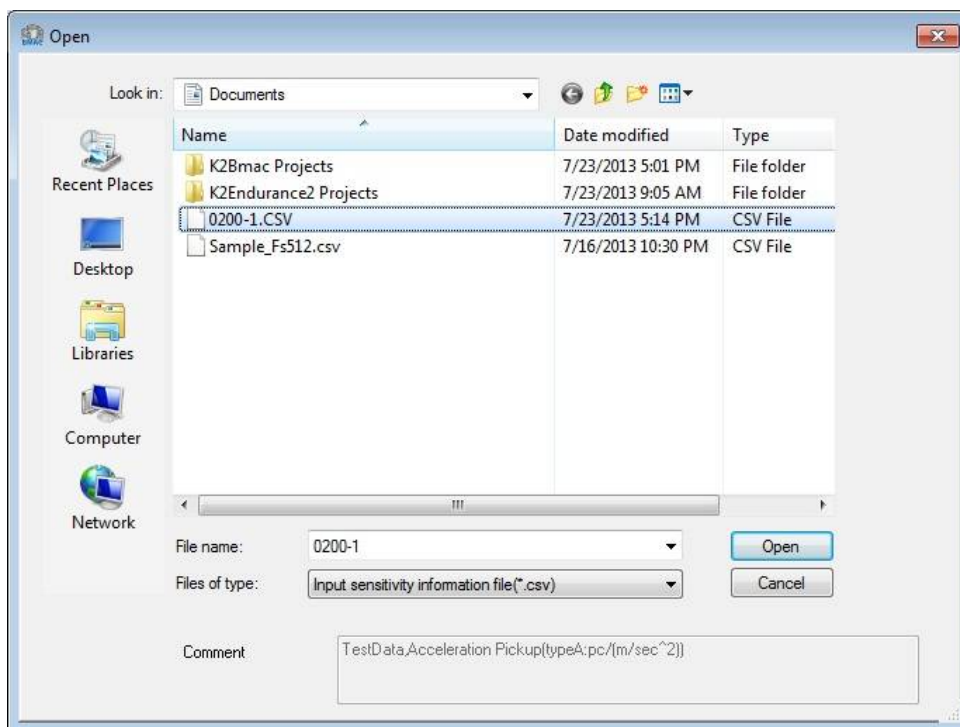 Open
Look in: Documents
Name Date modified Type
K2Bmac Projects 7/23/2013 5:01 PM File folder
K2Endurance2 Projects 7/23/2013 9:05 AM File folder
0200-1.CSV 7/23/2013 5:14 PM CSV File
Sample_Fs512.csv 7/16/2013 10:30 PM CSV File
Recent Places
Desktop
Libraries
Computer
Network
File name: 0200-1 Open
Files of type: Input sensitivity information file(*.csv) Cancel
Comment TestData,Acceleration Pickup(typeA:pc/(m/sec^2))